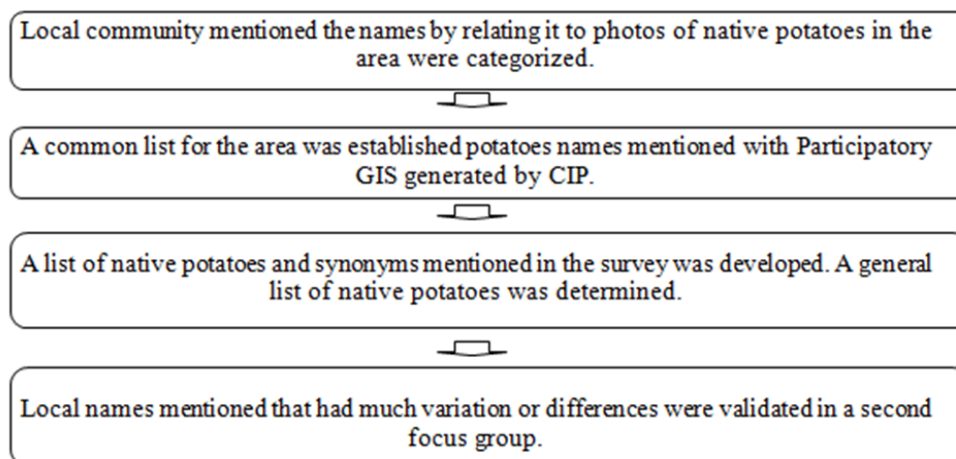 Local community mentioned the names by relating it to photos of native potatoes in the
area were categorized.
A common list for the area was established potatoes names mentioned with Participatory
GIS generated by CIP.
A list of native potatoes and synonyms mentioned in the survey was developed. A general
list of native potatoes was determined.
Local names mentioned that had much variation or differences were validated in a second
focus group.